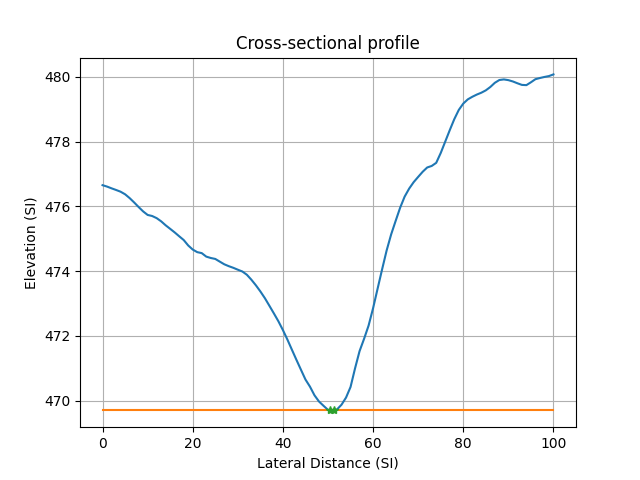 Cross-sectional profile
480
478
476
474
472
470
Elevation (SI)
0 20 40 60 80 100
Lateral Distance (SI)